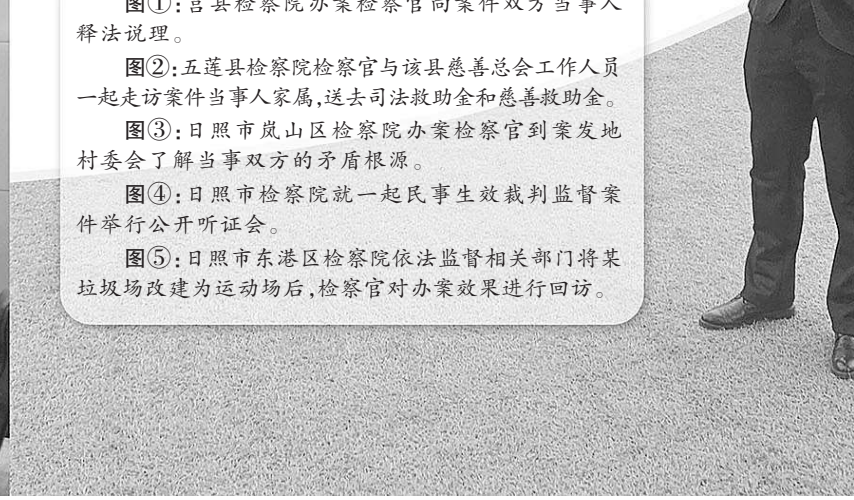 图①:莒县检察院办案检察官向案件双方当事人
释法说理。
图②:五莲县检察院检察官与该县慈善总会工作人员
一起走访案件当事人家属,送去司法救助金和慈善救助金。
图③:日照市岚山区检察院办案检察官到案发地
村委会了解当事双方的矛盾根源。
图④:日照市检察院就一起民事生效裁判监督案
件举行公开听证会。
图⑤:日照市东港区检察院依法监督相关部门将某
垃圾场改建为运动场后,检察官对办案效果进行回访。